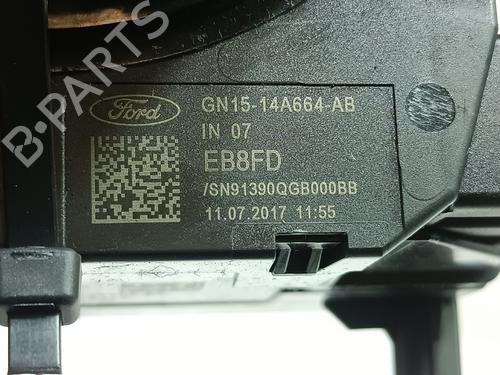 B-PARTS
Ford
GN15-14A664-AB
IN 07
EB8FD
/SN91390QGB000BB
11.07.2017 11:55